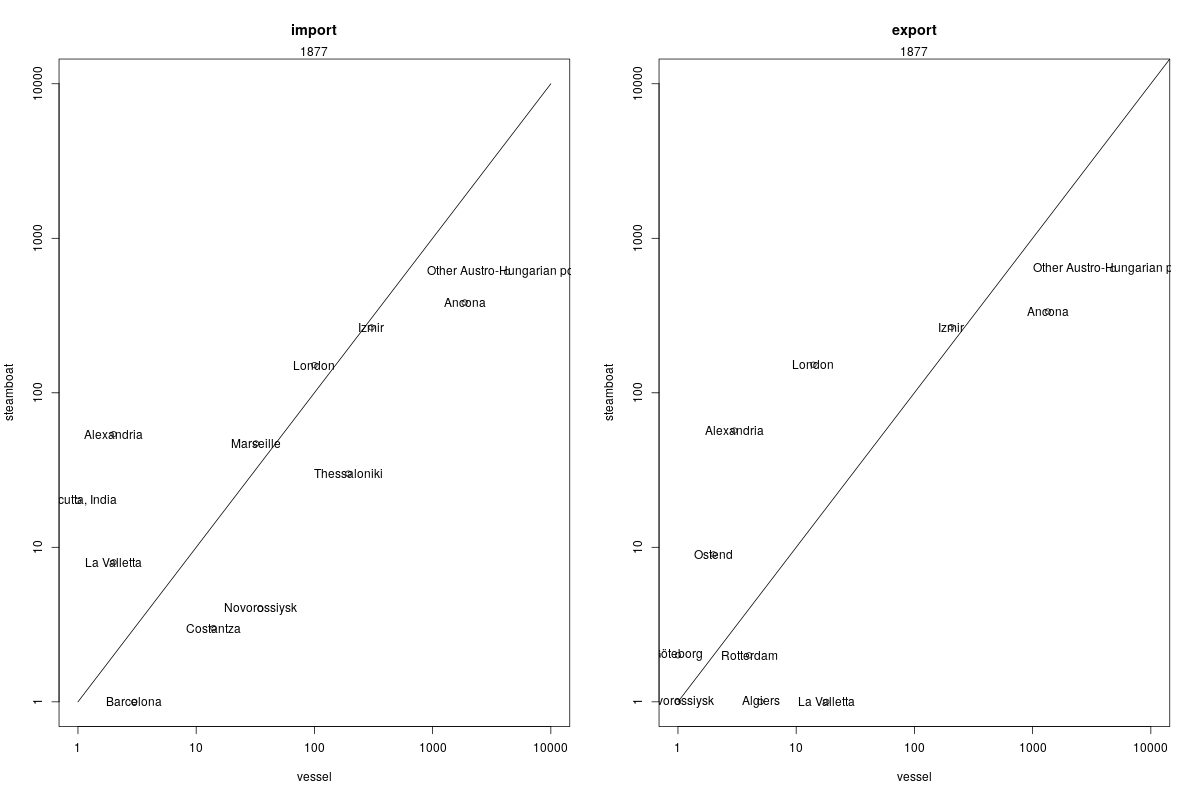 import
1877
10000
1000
100
10
1
steamboat
Other Austro-Hungarian po
Ancona
Izmir
London
Alexandria
Marseille
Thessaloniki
cutta, India
La Valletta
Novorossiysk
Costantza
Barcelona
1 10 100 1000 10000
vessel
export
1877
10000
1000
100
10
1
steamboat
Other Austro-Hungarian p
Ancona
Izmir
London
Alexandria
Ostend
öteborg
Rotterdam
vorossiysk
Algiers
La Valletta
1 10 100 1000 10000
vessel